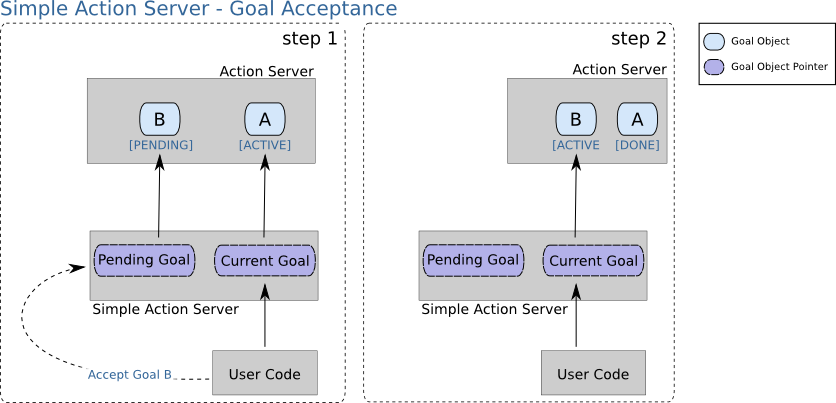 Simple Action Server - Goal Acceptance
step 1
Action Server
B
A
[PENDING]
[ACTIVE]
Pending Goal
Current Goal
Simple Action Server
Accept Goal B
User Code
step 2
Action Server
B
A
[ACTIVE
[DONE]
Pending Goal
Current Goal
Simple Action Server
User Code
Goal Object
Goal Object Pointer